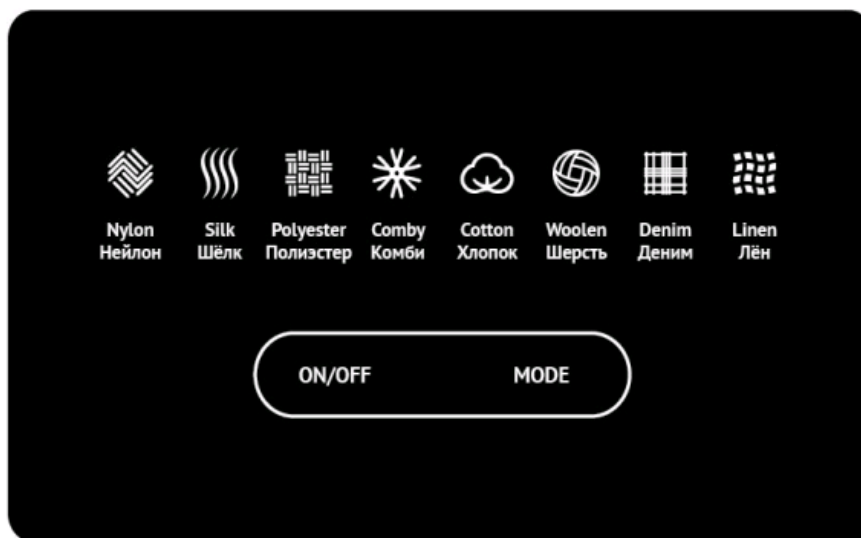 Nylon Silk Polyester Comby Cotton Woolen Denim Linen
Нейлон Шёлк Полиэстер Комби Хлопок Шерсть Деним Лён
ON/OFF MODE